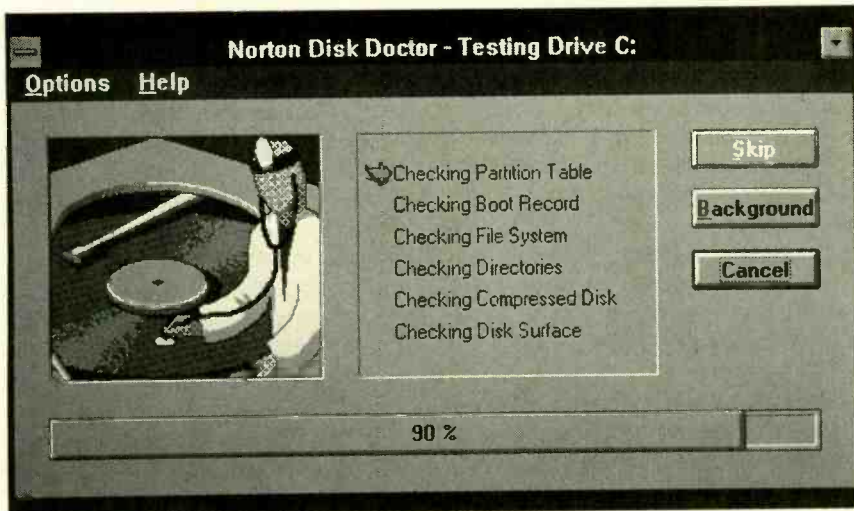 Norton Disk Doctor - Testing Drive C:
Options Help
Checking Partition Table
Checking Boot Record
Checking File System
Checking Directories
Checking Compressed Disk
Checking Disk Surface
Skip
Background
Cancel
90 %